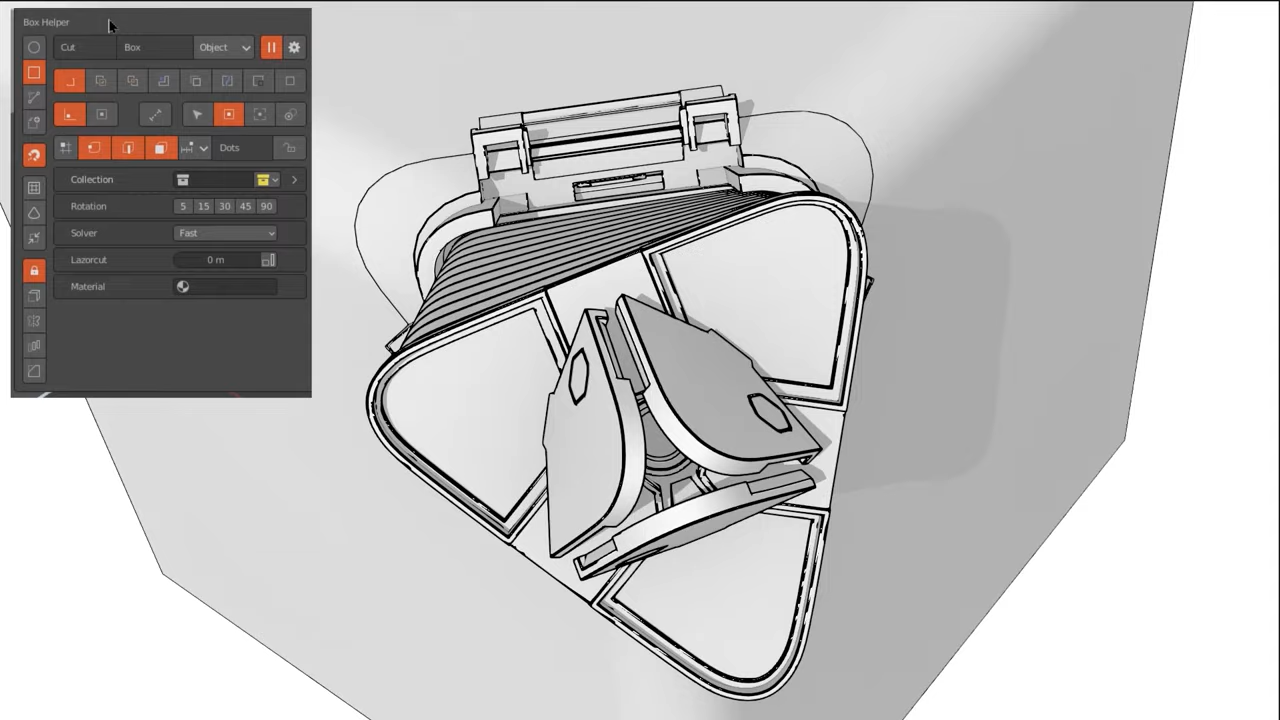 Box Helper
Cut Box Object
Dots
Collection
Rotation 5 15 30 45 90
Solver Fast
Lazorcut 0 m
Material